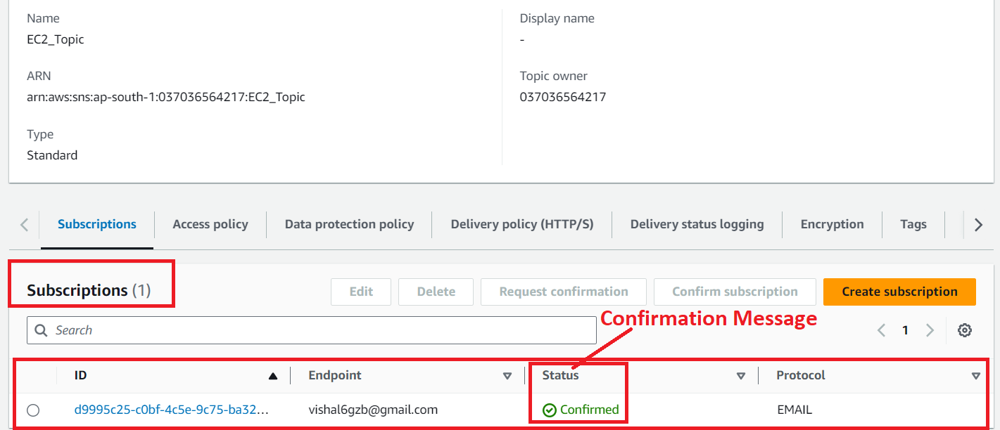 Name
Display name
EC2_Topic
-
ARN
Topic owner
arn:aws:sns:ap-south-1:037036564217:EC2_Topic
037036564217
Type
Standard
Subscriptions Access policy Data protection policy Delivery policy (HTTP/S) Delivery status logging Encryption Tags
Subscriptions (1)
Edit Delete Request confirmation Confirm subscription Create subscription
Confirmation Message
Search
1
ID Endpoint Status Protocol
d9995c25-c0bf-4c5e-9c75-ba32... vishal6gzb@gmail.com Confirmed EMAIL